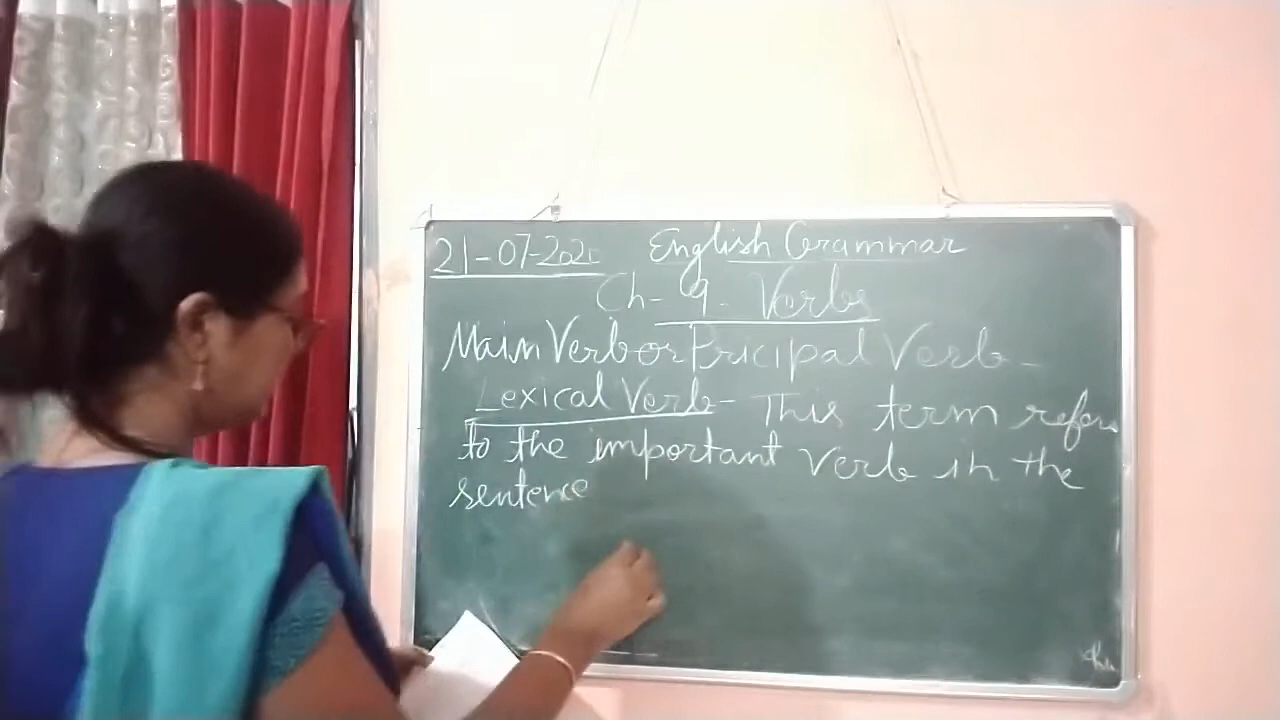 21-07-2020 English Grammar
Ch- 9. Verbs
Main Verb or Pricipal Verb-
Lexical Verb- This term refers
to the important Verb in the
sentence